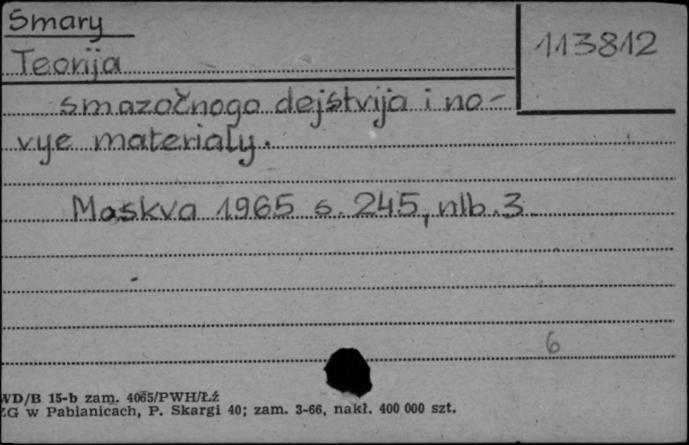 Smary
113812
Teorija
smazočnogo dejstvija i no-
vye materialy.
Moskva 1965 s. 245, nlb. 3
6
WD/B 15-b zam. 4065/PWH/Łź
ZG w Pabianicach, P. Skargi 40; zam. 3-66, nakł. 400 000 szt.